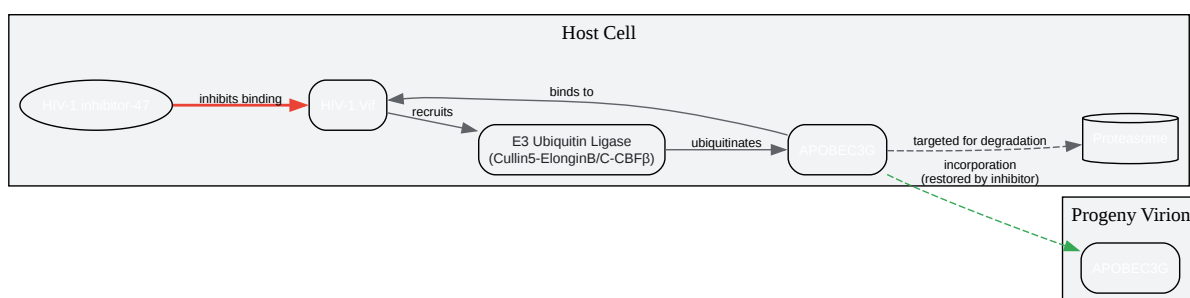 Host Cell
HIV-1 inhibitor-47
inhibits binding
HIV-1 Vif
binds to
recruits
E3 Ubiquitin Ligase
(Cullin5-ElonginB/C-CBFβ)
ubiquitinates
APOBEC3G
targeted for degradation
Proteasome
incorporation
(restored by inhibitor)
Progeny Virion
APOBEC3G